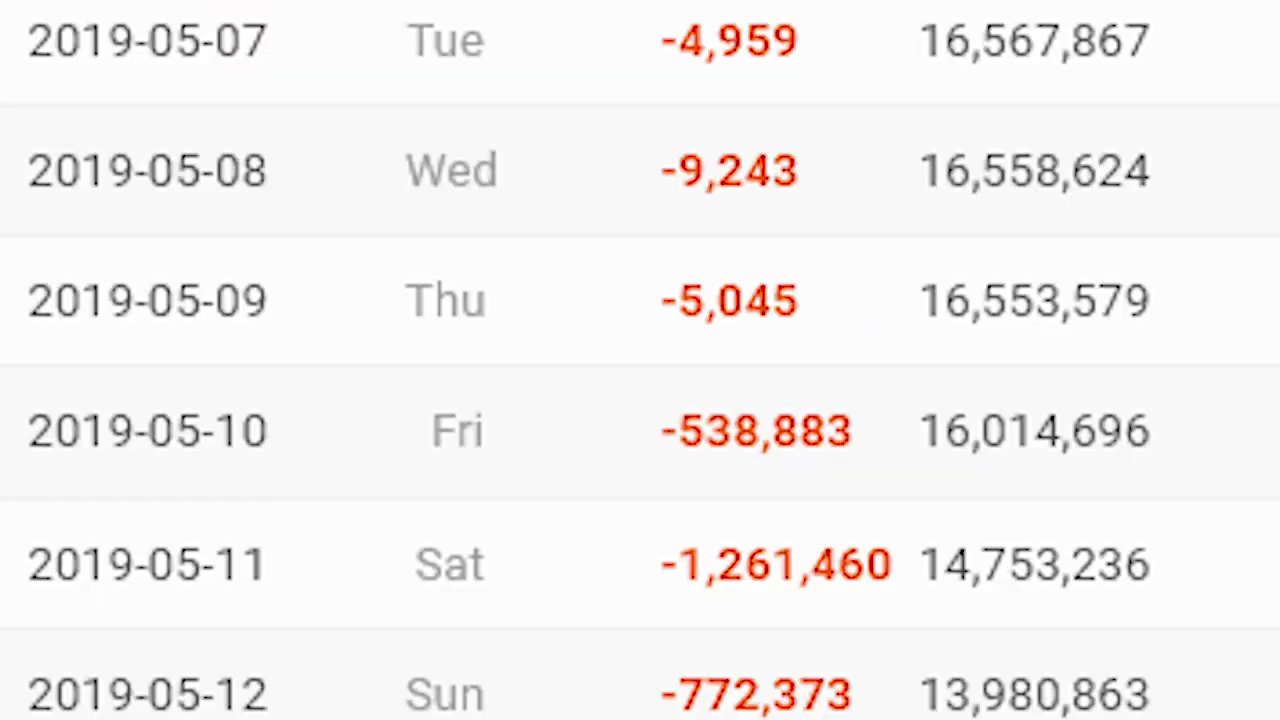 2019-05-07 Tue -4,959 16,567,867
2019-05-08 Wed -9,243 16,558,624
2019-05-09 Thu -5,045 16,553,579
2019-05-10 Fri -538,883 16,014,696
2019-05-11 Sat -1,261,460 14,753,236
2019-05-12 Sun -772,373 13,980,863